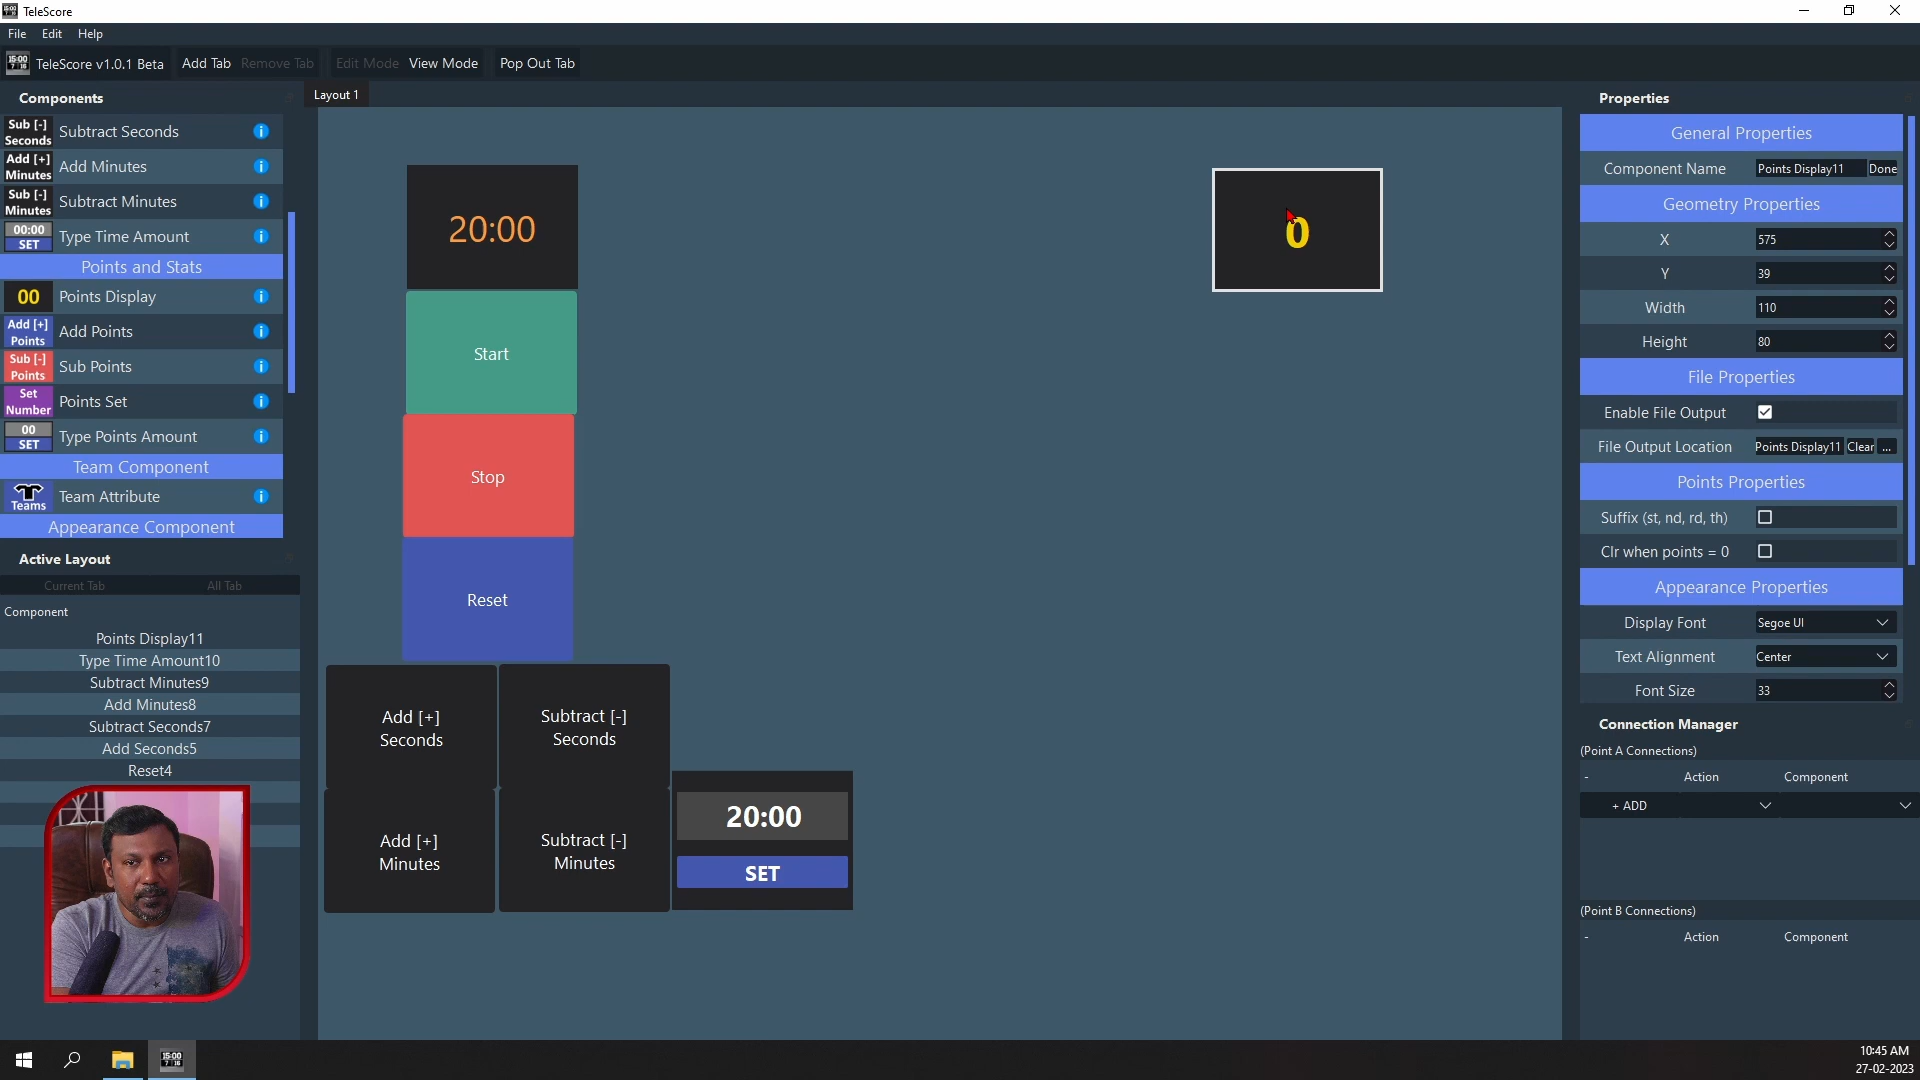 TeleScore
File Edit Help
TeleScore v1.0.1 Beta Add Tab Remove Tab Edit Mode View Mode Pop Out Tab
Components
Sub [-] Seconds Subtract Seconds
Add [+] Minutes Add Minutes
Sub [-] Minutes Subtract Minutes
00:00 SET Type Time Amount
Points and Stats
00 Points Display
Add [+] Points Add Points
Sub [-] Points Sub Points
Set Number Points Set
00 SET Type Points Amount
Team Component
Teams Team Attribute
Appearance Component
Active Layout
Current Tab All Tab
Component
Points Display11
Type Time Amount10
Subtract Minutes9
Add Minutes8
Subtract Seconds7
Add Seconds5
Reset4
Layout 1
20:00
Start
Stop
Reset
Add [+]
Seconds
Subtract [-]
Seconds
Add [+]
Minutes
Subtract [-]
Minutes
20:00
SET
0
Properties
General Properties
Component Name Points Display11 Done
Geometry Properties
X 575
Y 39
Width 110
Height 80
File Properties
Enable File Output
File Output Location Points Display11 Clear ...
Points Properties
Suffix (st, nd, rd, th)
Clr when points = 0
Appearance Properties
Display Font Segoe UI
Text Alignment Center
Font Size 33
Connection Manager
(Point A Connections)
- Action Component
+ ADD
(Point B Connections)
- Action Component
15:00
10:45 AM
27-02-2023